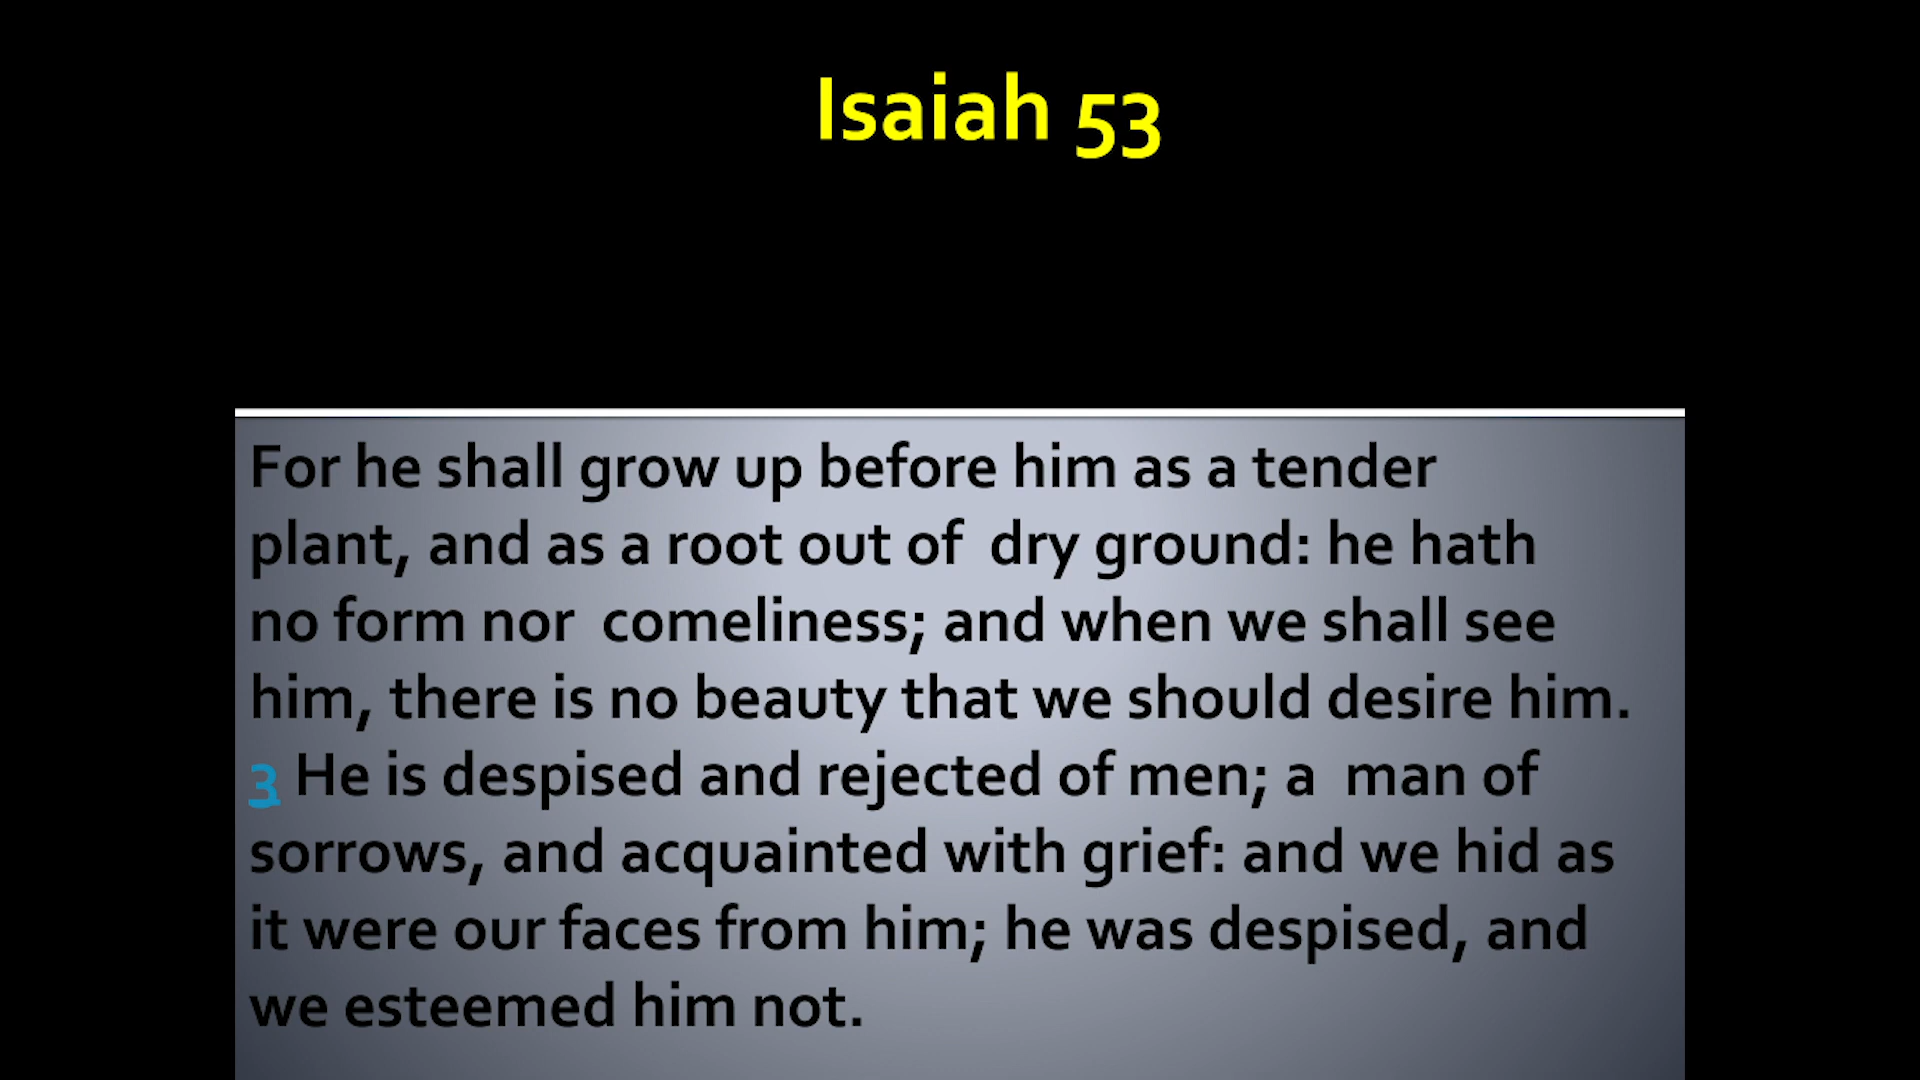 Isaiah 53
For he shall grow up before him as a tender
plant, and as a root out of  dry ground: he hath
no form nor  comeliness; and when we shall see
him, there is no beauty that we should desire him.
3 He is despised and rejected of men; a  man of
sorrows, and acquainted with grief: and we hid as
it were our faces from him; he was despised, and
we esteemed him not.